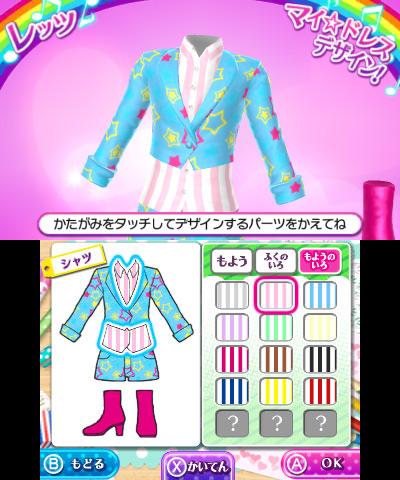 レッツ
マイ☆ドレス
デザイン!
かたがみをタッチしてデザインするパーツをかえてね
シャツ
もよう
ふくの
いろ
もようの
いろ
?
?
?
B もどる
X かいてん
A OK